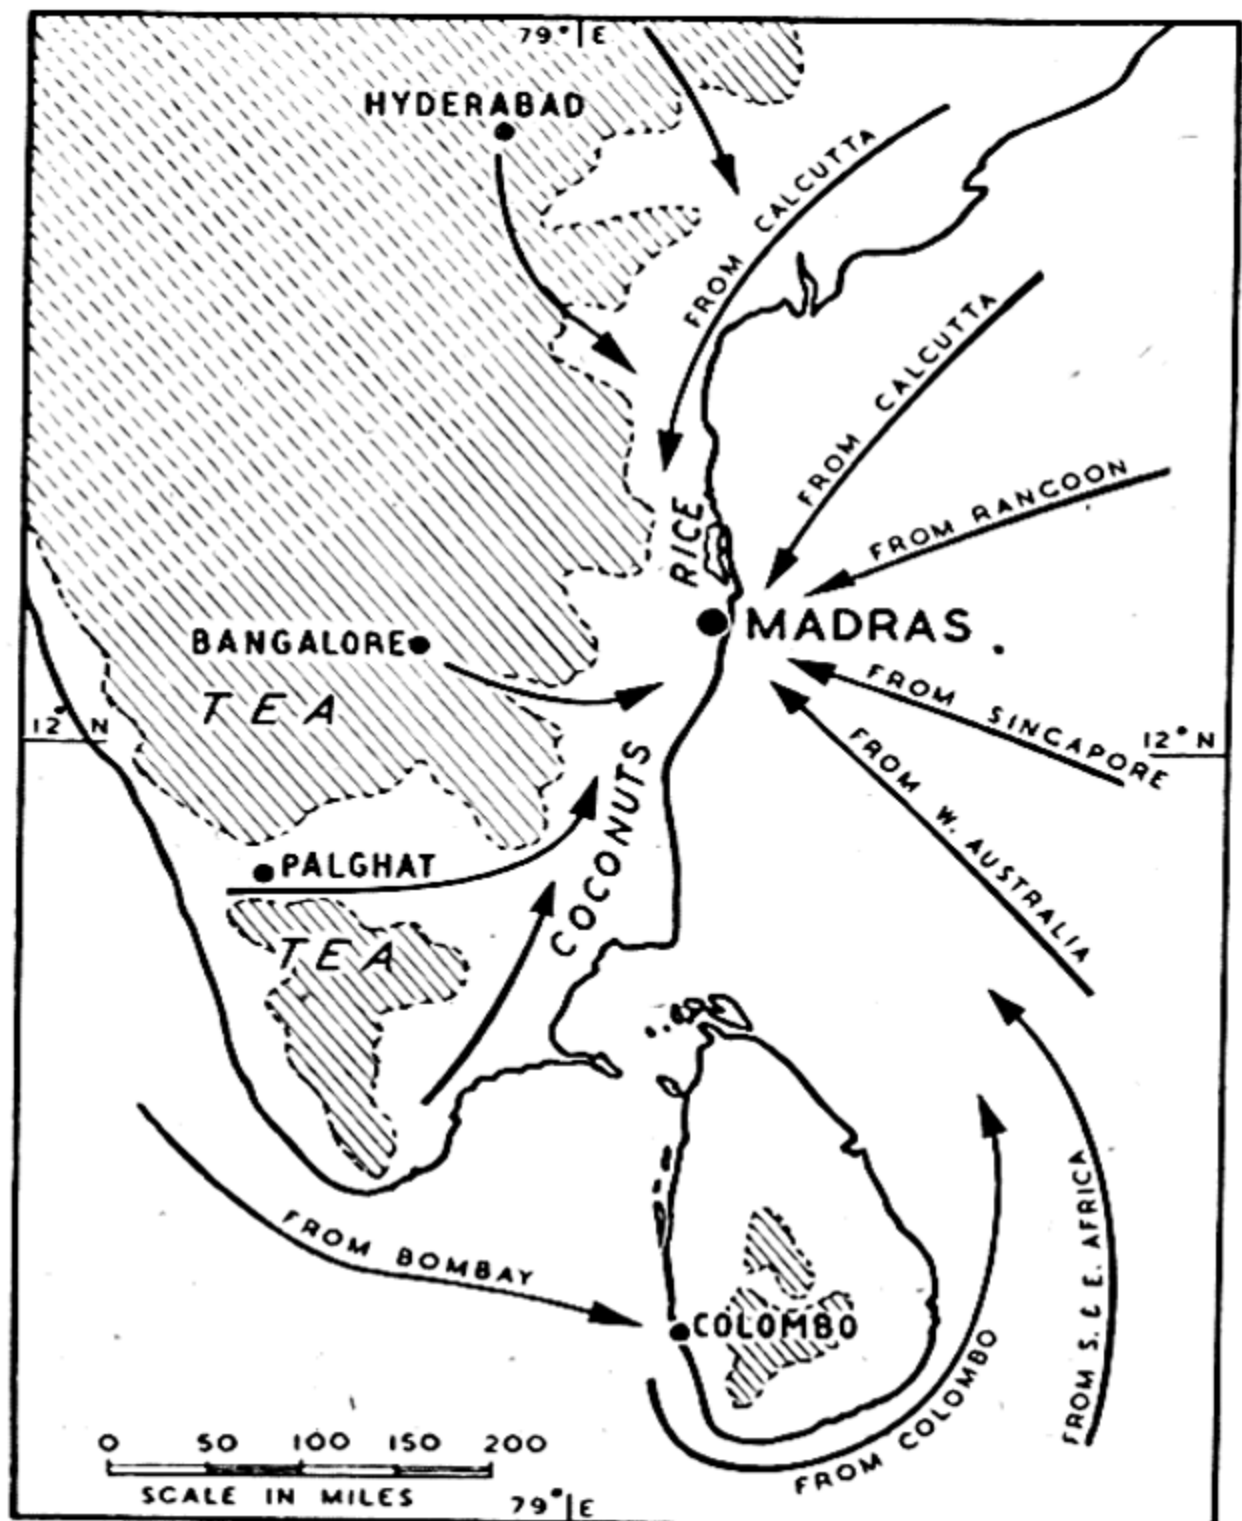 79° E
HYDERABAD
FROM CALCUTTA
FROM CALCUTTA
FROM RANGOON
RICE
MADRAS
BANGALORE
TEA
12° N
12° N
FROM SINGAPORE
FROM W. AUSTRALIA
COCONUTS
PALGHAT
TEA
FROM BOMBAY
COLOMBO
FROM S. & E. AFRICA
FROM COLOMBO
0 50 100 150 200
SCALE IN MILES
79° E